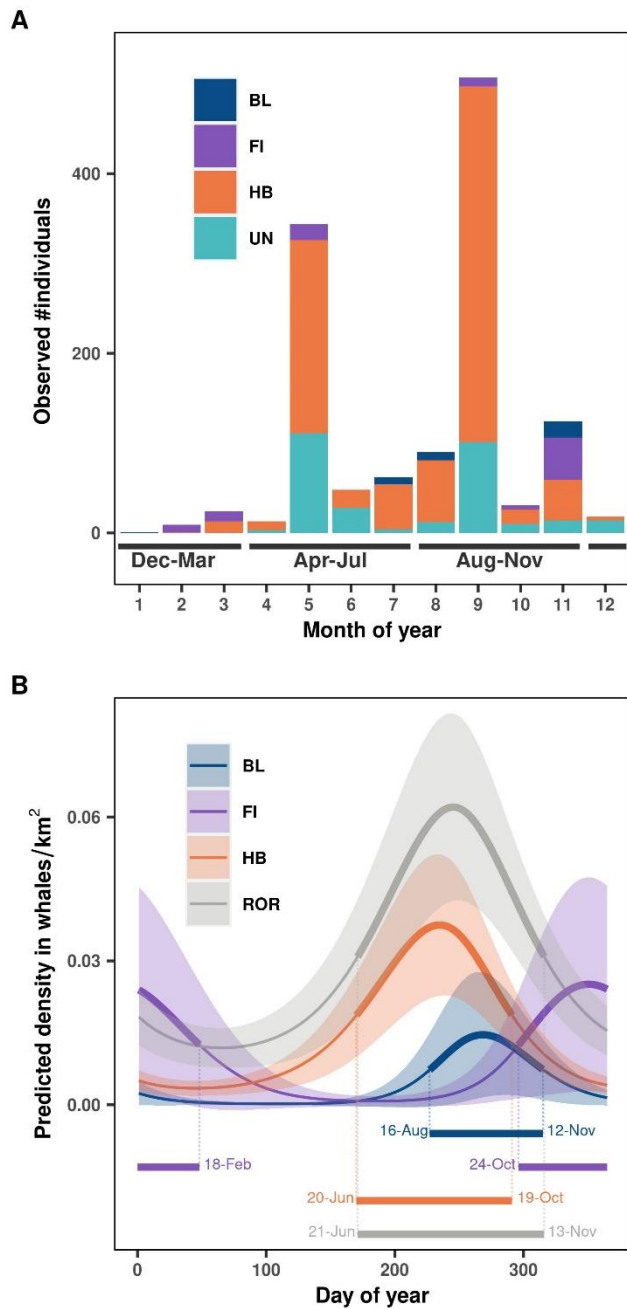 A
BL
FI
HB
UN
Observed #individuals
400
200
0
Dec-Mar Apr-Jul Aug-Nov
1 2 3 4 5 6 7 8 9 10 11 12
Month of year
B
BL
FI
HB
ROR
Predicted density in whales/km²
0.06
0.03
0.00
16-Aug 12-Nov
18-Feb 24-Oct
20-Jun 19-Oct
21-Jun 13-Nov
0 100 200 300
Day of year